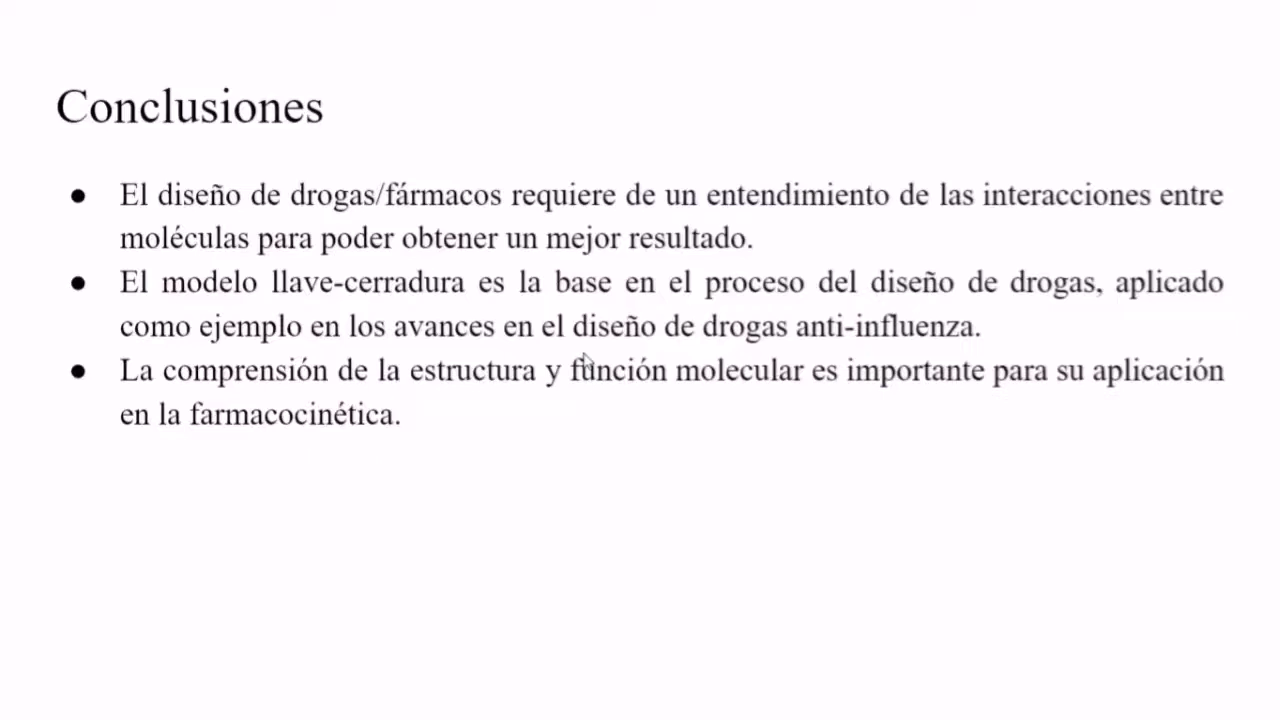 Conclusiones
● El diseño de drogas/fármacos requiere de un entendimiento de las interacciones entre
moléculas para poder obtener un mejor resultado.
● El modelo llave-cerradura es la base en el proceso del diseño de drogas, aplicado
como ejemplo en los avances en el diseño de drogas anti-influenza.
● La comprensión de la estructura y función molecular es importante para su aplicación
en la farmacocinética.